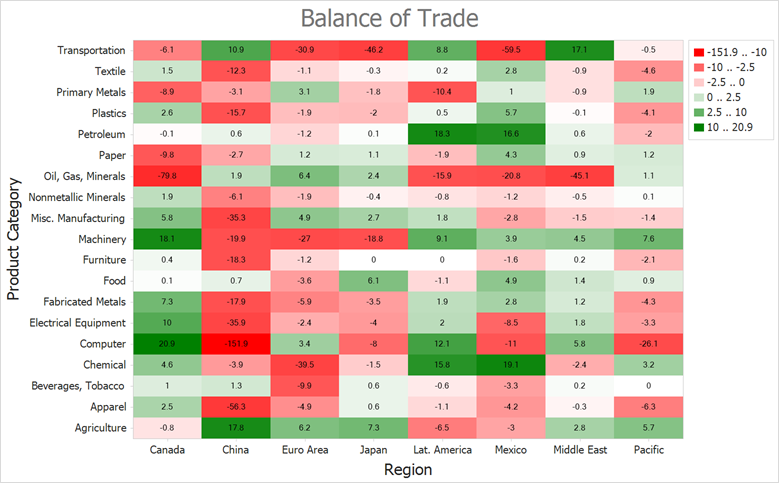 Balance of Trade
Transportation -6.1 10.9 -30.9 -46.2 8.8 -59.5 17.1 -0.5
Textile 1.5 -12.3 -1.1 -0.3 0.2 2.8 -0.9 -4.6
Primary Metals -8.9 -3.1 3.1 -1.8 -10.4 1 -0.9 1.9
Plastics 2.6 -15.7 -1.9 -2 0.5 5.7 -0.1 -4.1
Petroleum -0.1 0.6 -1.2 0.1 18.3 16.6 0.6 -2
Paper -9.8 -2.7 1.2 1.1 -1.9 4.3 0.9 1.2
Oil, Gas, Minerals -79.8 1.9 6.4 2.4 -15.9 -20.8 -45.1 1.1
Nonmetallic Minerals 1.9 -6.1 -1.9 -0.4 -0.8 -1.2 -0.5 0.1
Misc. Manufacturing 5.8 -35.3 4.9 2.7 1.8 -2.8 -1.5 -1.4
Machinery 18.1 -19.9 -27 -18.8 9.1 3.9 4.5 7.6
Furniture 0.4 -18.3 -1.2 0 0 -1.6 0.2 -2.1
Food 0.1 0.7 -3.6 6.1 -1.1 4.9 1.4 0.9
Fabricated Metals 7.3 -17.9 -5.9 -3.5 1.9 2.8 1.2 -4.3
Electrical Equipment 10 -35.9 -2.4 -4 2 -8.5 1.8 -3.3
Computer 20.9 -151.9 3.4 -8 12.1 -11 5.8 -26.1
Chemical 4.6 -3.9 -39.5 -1.5 15.8 19.1 -2.4 3.2
Beverages, Tobacco 1 1.3 -9.9 0.6 -0.6 -3.3 0.2 0
Apparel 2.5 -56.3 -4.9 0.6 -1.1 -4.2 -0.3 -6.3
Agriculture -0.8 17.8 6.2 7.3 -6.5 -3 2.8 5.7
Canada China Euro Area Japan Lat. America Mexico Middle East Pacific
Region
Product Category
-151.9 .. -10
-10 .. -2.5
-2.5 .. 0
0 .. 2.5
2.5 .. 10
10 .. 20.9